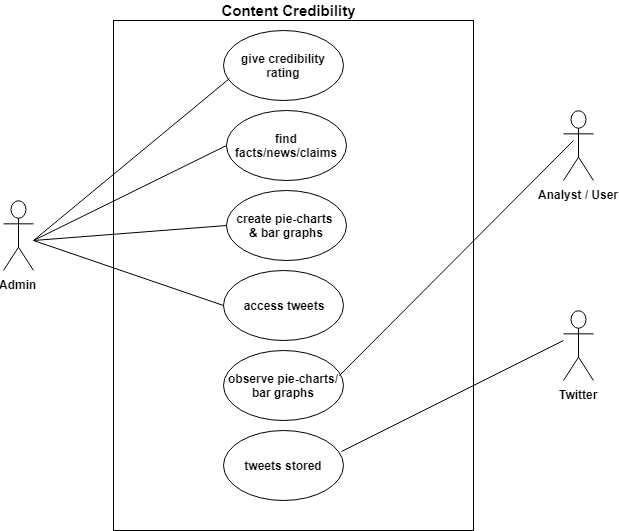 Content Credibility
give credibility
rating
find
facts/news/claims
create pie-charts
& bar graphs
access tweets
observe pie-charts/
bar graphs
tweets stored
Admin
Analyst / User
Twitter